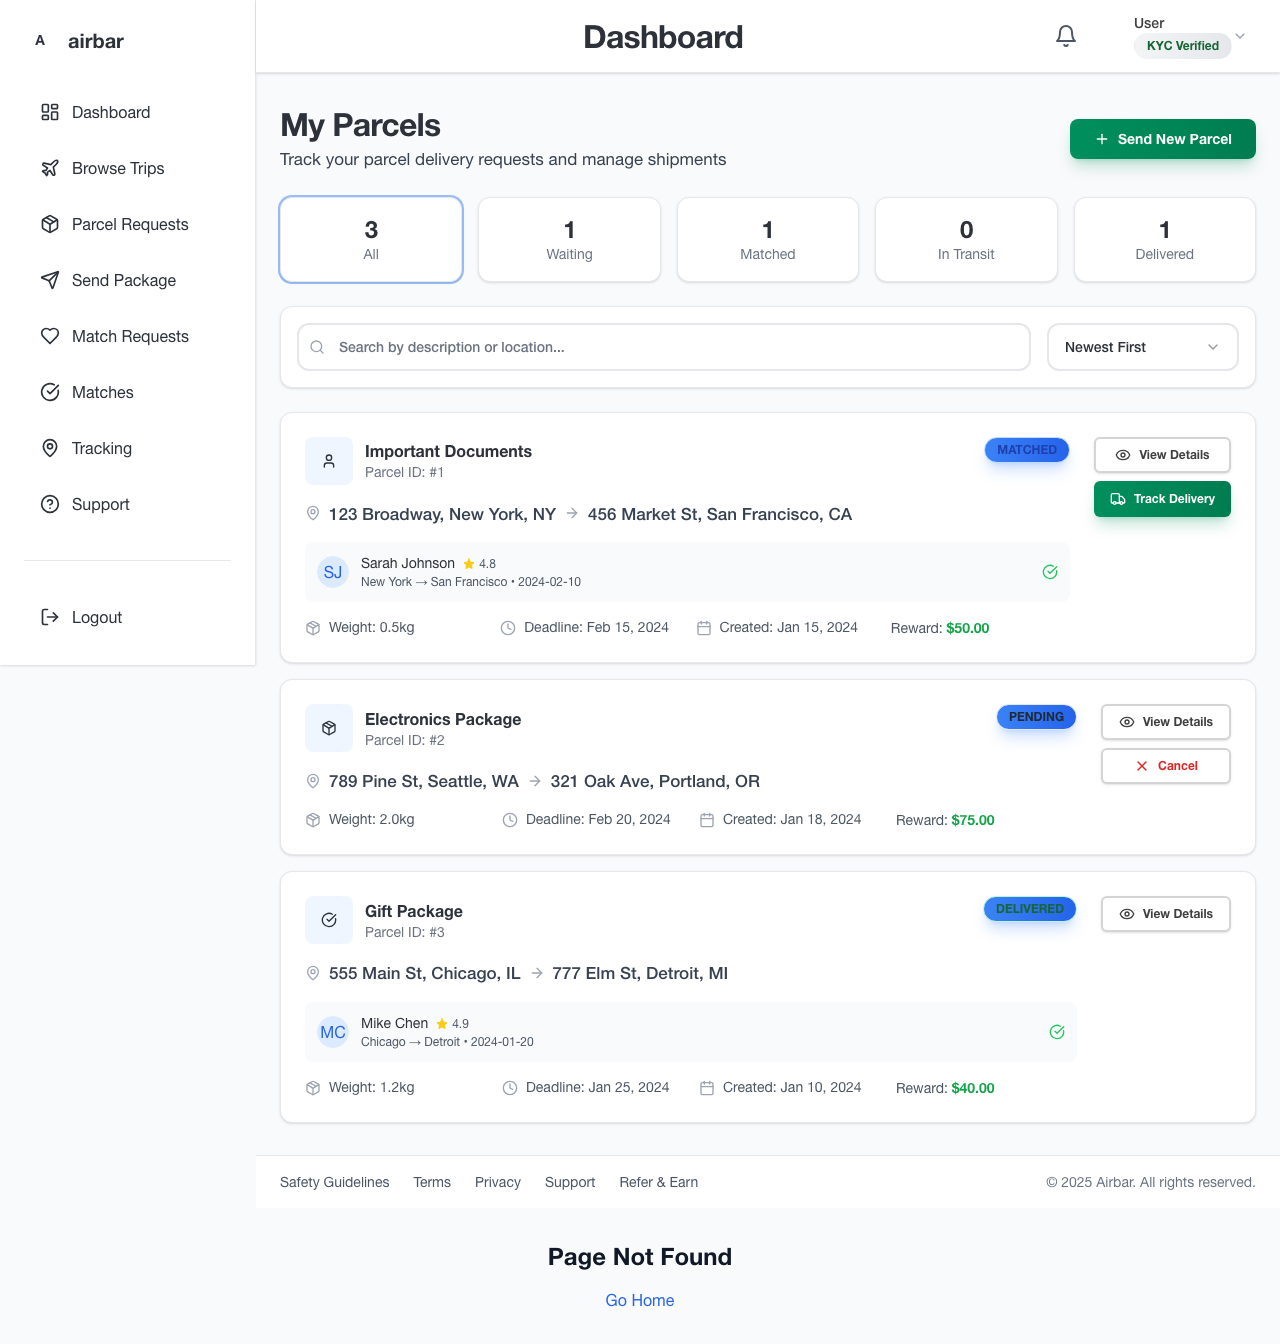 A airbar
Dashboard
Browse Trips
Parcel Requests
Send Package
Match Requests
Matches
Tracking
Support
Logout
Dashboard
User
KYC Verified
My Parcels
Track your parcel delivery requests and manage shipments
Send New Parcel
3
All
1
Waiting
1
Matched
0
In Transit
1
Delivered
Search by description or location...
Newest First
Important Documents
Parcel ID: #1
MATCHED
View Details
Track Delivery
123 Broadway, New York, NY → 456 Market St, San Francisco, CA
SJ
Sarah Johnson 4.8
New York → San Francisco • 2024-02-10
Weight: 0.5kg
Deadline: Feb 15, 2024
Created: Jan 15, 2024
Reward: $50.00
Electronics Package
Parcel ID: #2
PENDING
View Details
Cancel
789 Pine St, Seattle, WA → 321 Oak Ave, Portland, OR
Weight: 2.0kg
Deadline: Feb 20, 2024
Created: Jan 18, 2024
Reward: $75.00
Gift Package
Parcel ID: #3
DELIVERED
View Details
555 Main St, Chicago, IL → 777 Elm St, Detroit, MI
MC
Mike Chen 4.9
Chicago → Detroit • 2024-01-20
Weight: 1.2kg
Deadline: Jan 25, 2024
Created: Jan 10, 2024
Reward: $40.00
Safety Guidelines Terms Privacy Support Refer & Earn
© 2025 Airbar. All rights reserved.
Page Not Found
Go Home